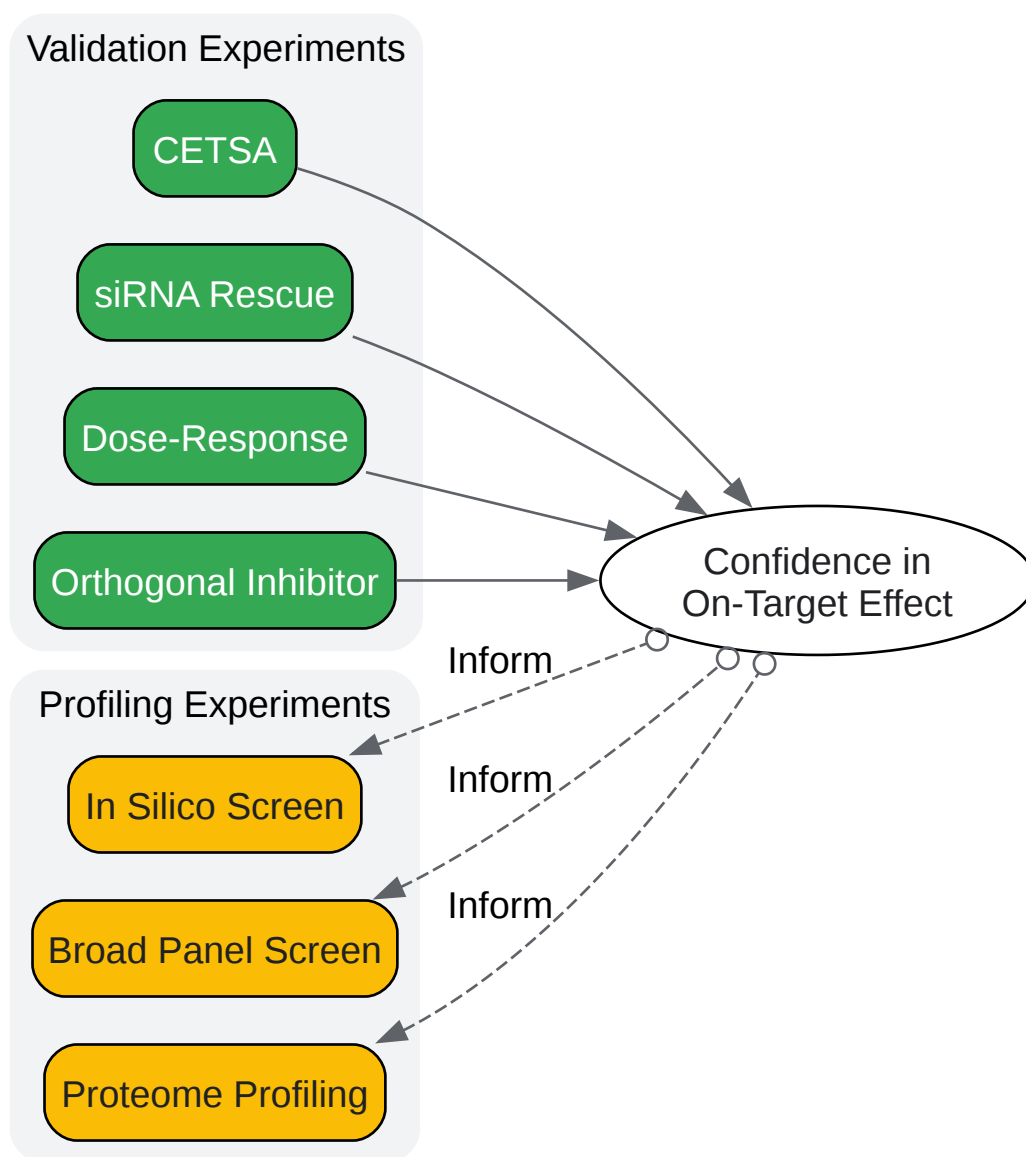 Validation Experiments
CETSA
siRNA Rescue
Dose-Response
Orthogonal Inhibitor
Confidence in
On-Target Effect
Inform
Profiling Experiments
In Silico Screen
Inform
Broad Panel Screen
Inform
Proteome Profiling